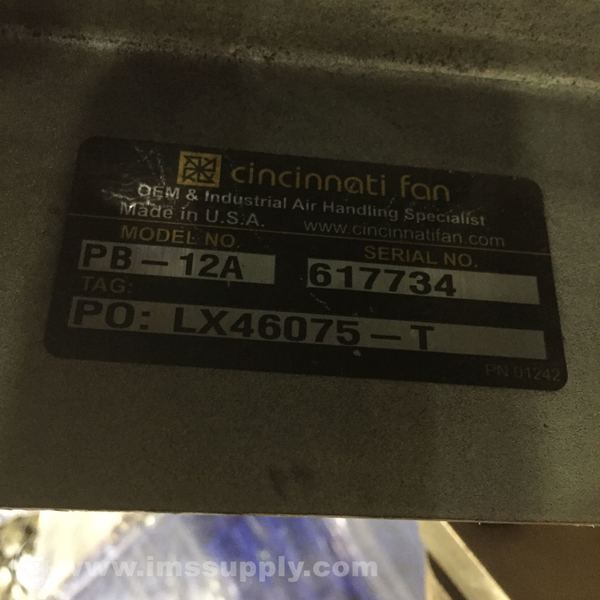 cincinnati fan
OEM & Industrial Air Handling Specialist
Made in U.S.A. www.cincinnatifan.com
MODEL NO. SERIAL NO.
PB-12A 617734
TAG:
PO: LX46075-T
PN 01242
www.imssupply.com